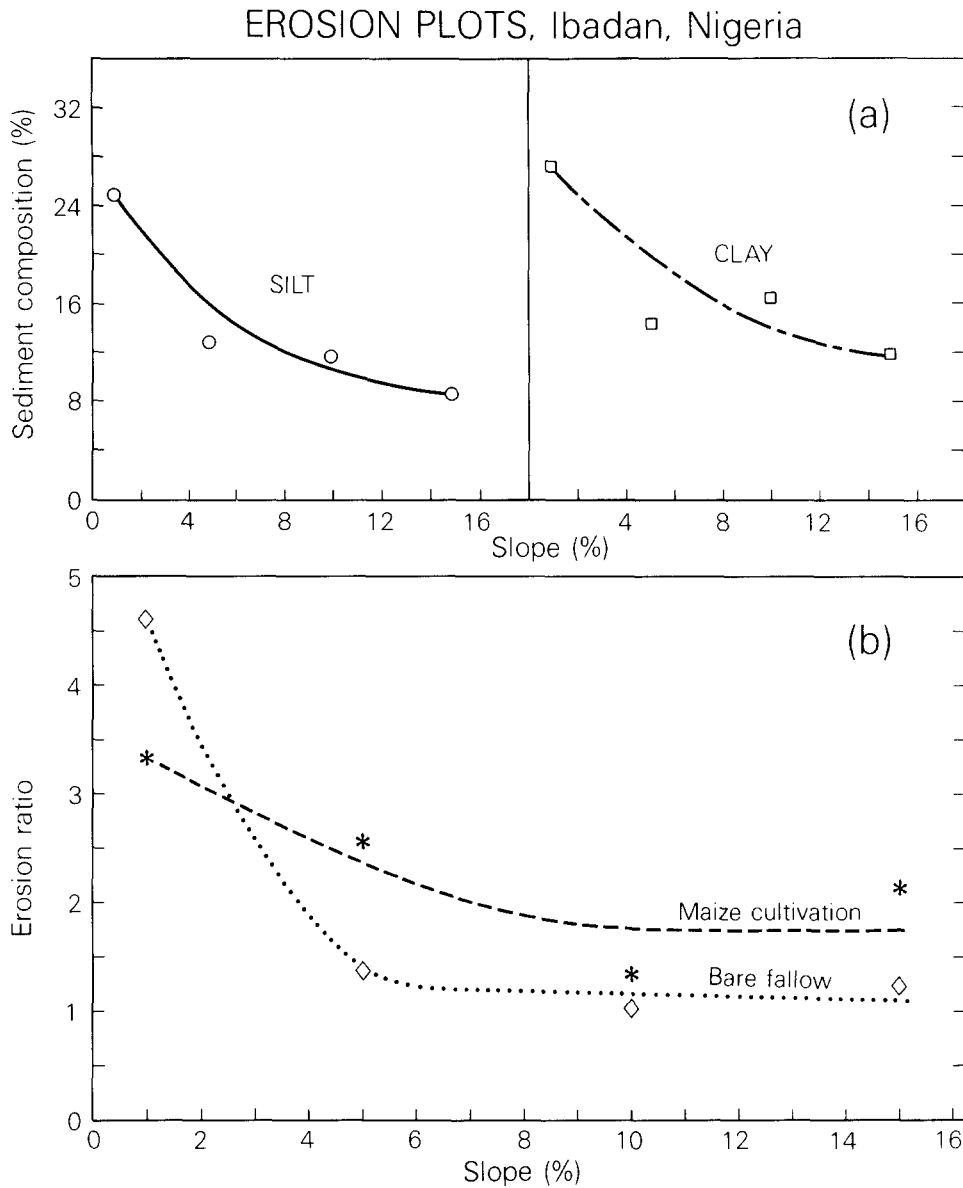 EROSION PLOTS, Ibadan, Nigeria
(a)
Sediment composition (%)
32
24
16
8
0
SILT
CLAY
0 4 8 12 16 4 8 12 16
Slope (%)
(b)
Erosion ratio
5
4
3
2
1
0
Maize cultivation
Bare fallow
0 2 4 6 8 10 12 14 16
Slope (%)